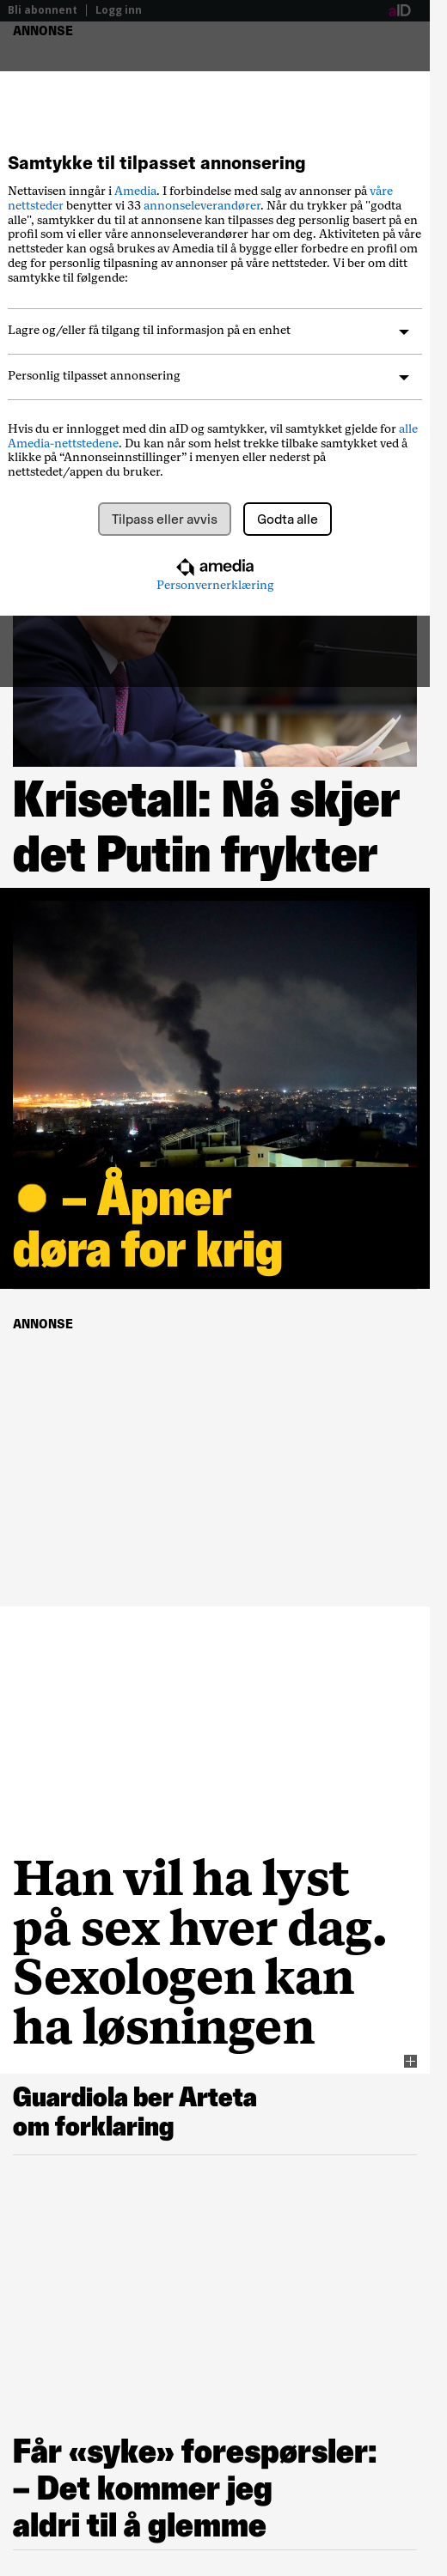 Bli abonnent | Logg inn aID
ANNONSE
Samtykke til tilpasset annonsering
Nettavisen inngår i Amedia. I forbindelse med salg av annonser på våre
nettsteder benytter vi 33 annonseleverandører. Når du trykker på "godta
alle", samtykker du til at annonsene kan tilpasses deg personlig basert på en
profil som vi eller våre annonseleverandører har om deg. Aktiviteten på våre
nettsteder kan også brukes av Amedia til å bygge eller forbedre en profil om
deg for personlig tilpasning av annonser på våre nettsteder. Vi ber om ditt
samtykke til følgende:
Lagre og/eller få tilgang til informasjon på en enhet
Personlig tilpasset annonsering
Hvis du er innlogget med din aID og samtykker, vil samtykket gjelde for alle
Amedia-nettstedene. Du kan når som helst trekke tilbake samtykket ved å
klikke på “Annonseinnstillinger” i menyen eller nederst på
nettstedet/appen du bruker.
Tilpass eller avvis Godta alle
amedia
Personvernerklæring
Krisetall: Nå skjer
det Putin frykter
– Åpner
døra for krig
ANNONSE
Han vil ha lyst
på sex hver dag.
Sexologen kan
ha løsningen
Guardiola ber Arteta
om forklaring
Får «syke» forespørsler:
– Det kommer jeg
aldri til å glemme